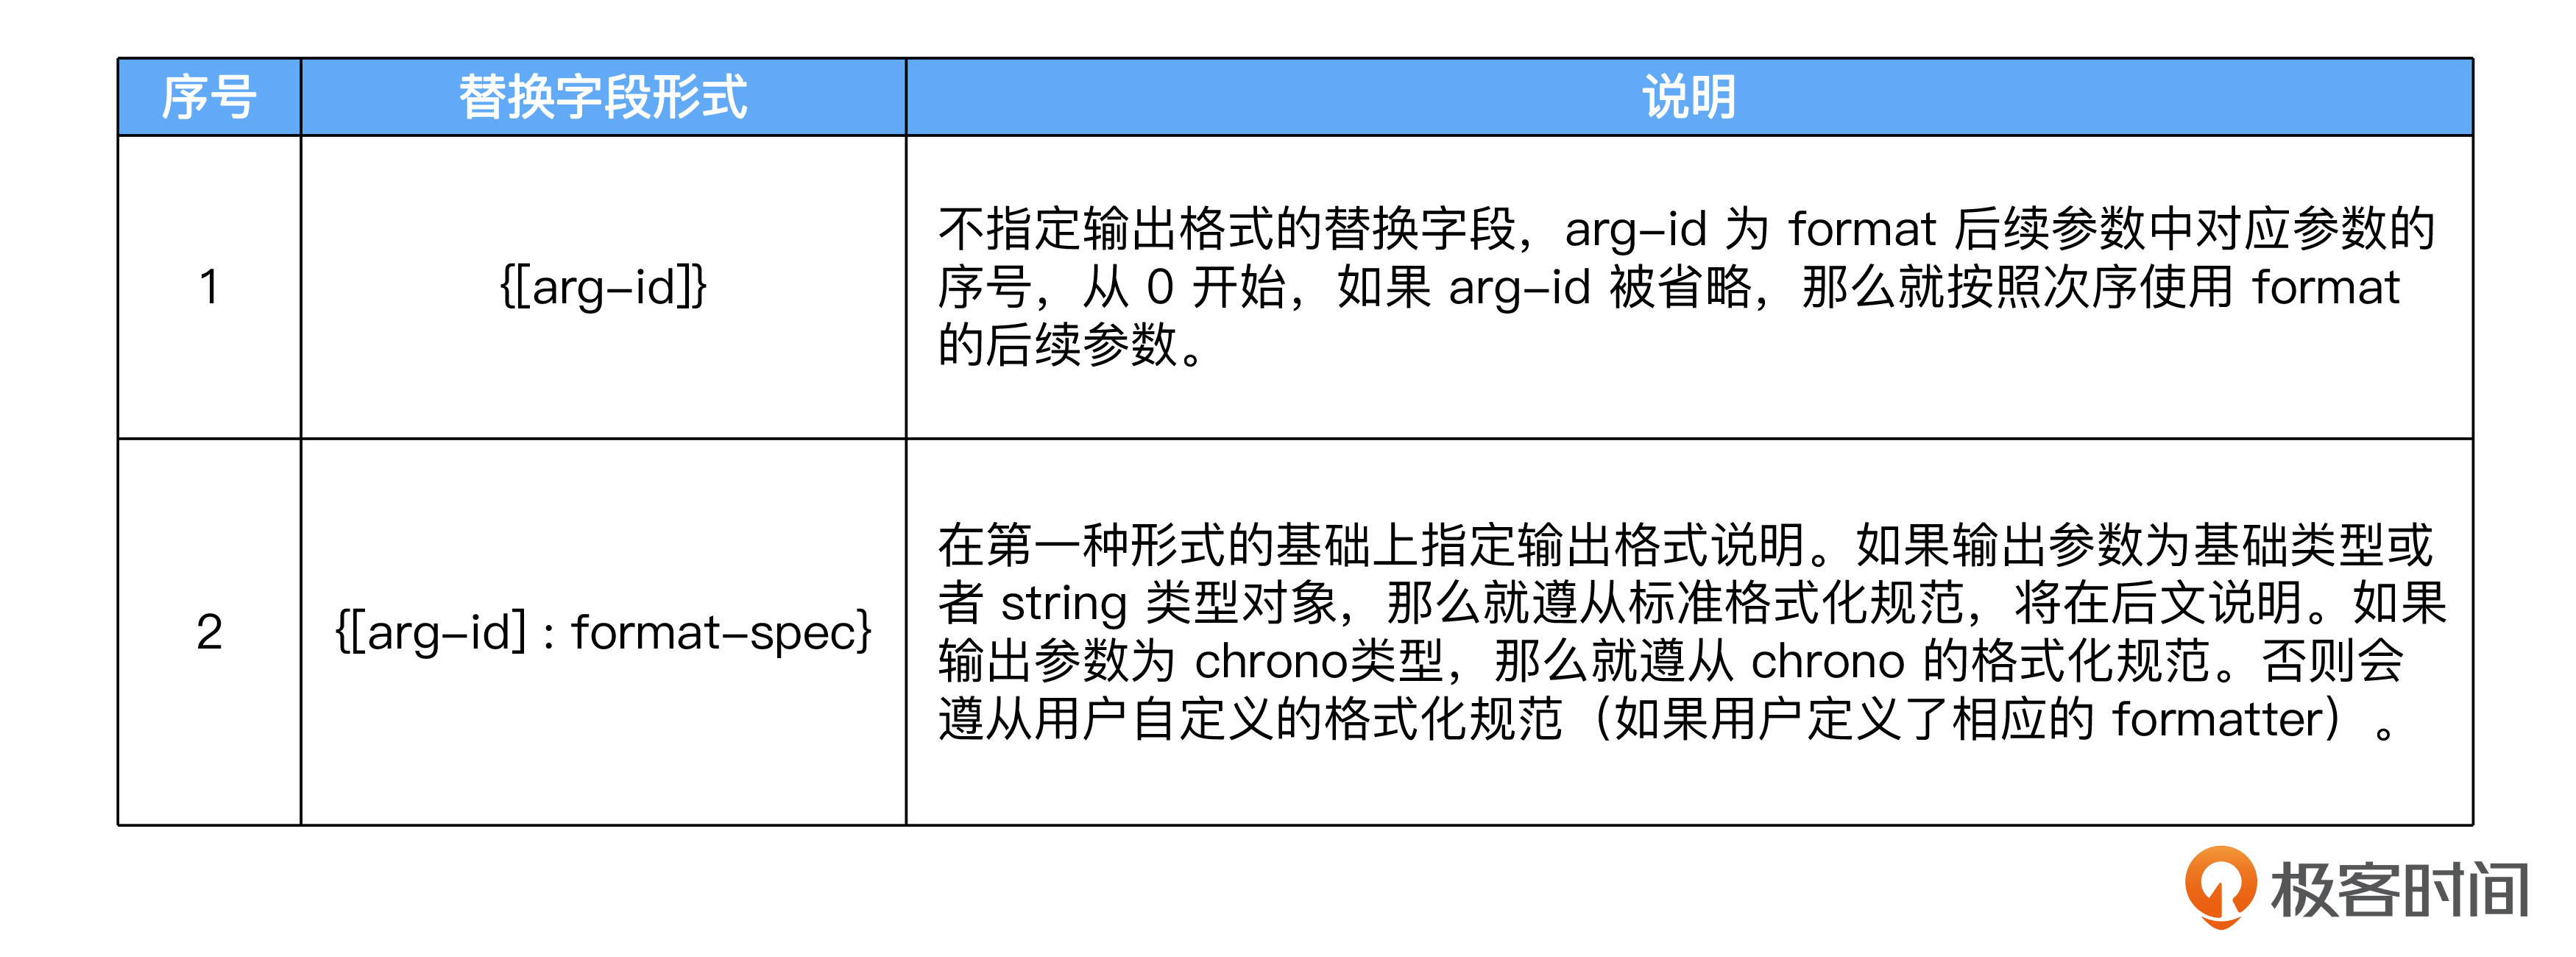 序号 替换字段形式 说明
1 {[arg-id]} 不指定输出格式的替换字段，arg-id 为 format 后续参数中对应参数的
序号，从 0 开始，如果 arg-id 被省略，那么就按照次序使用 format
的后续参数。
2 {[arg-id] : format-spec} 在第一种形式的基础上指定输出格式说明。如果输出参数为基础类型或
者 string 类型对象，那么就遵从标准格式化规范，将在后文说明。如果
输出参数为 chrono类型，那么就遵从 chrono 的格式化规范。否则会
遵从用户自定义的格式化规范（如果用户定义了相应的 formatter）。
极客时间